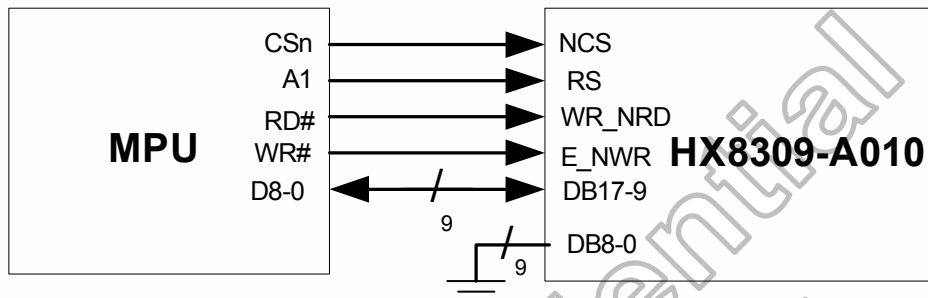 CSn NCS
A1 RS
RD# WR_NRD
MPU WR# E_NWR HX8309-A010
D8-0 DB17-9
9
DB8-0
9